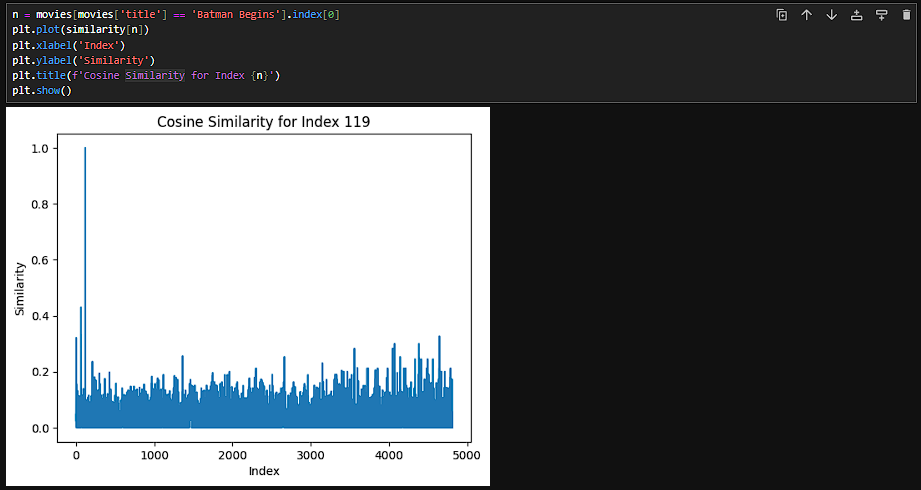 n = movies[movies['title'] == 'Batman Begins'].index[0]
plt.plot(similarity[n])
plt.xlabel('Index')
plt.ylabel('Similarity')
plt.title(f'Cosine Similarity for Index {n}')
plt.show()
Cosine Similarity for Index 119
1.0
0.8
0.6
0.4
0.2
0.0
Similarity
0 1000 2000 3000 4000 5000
Index